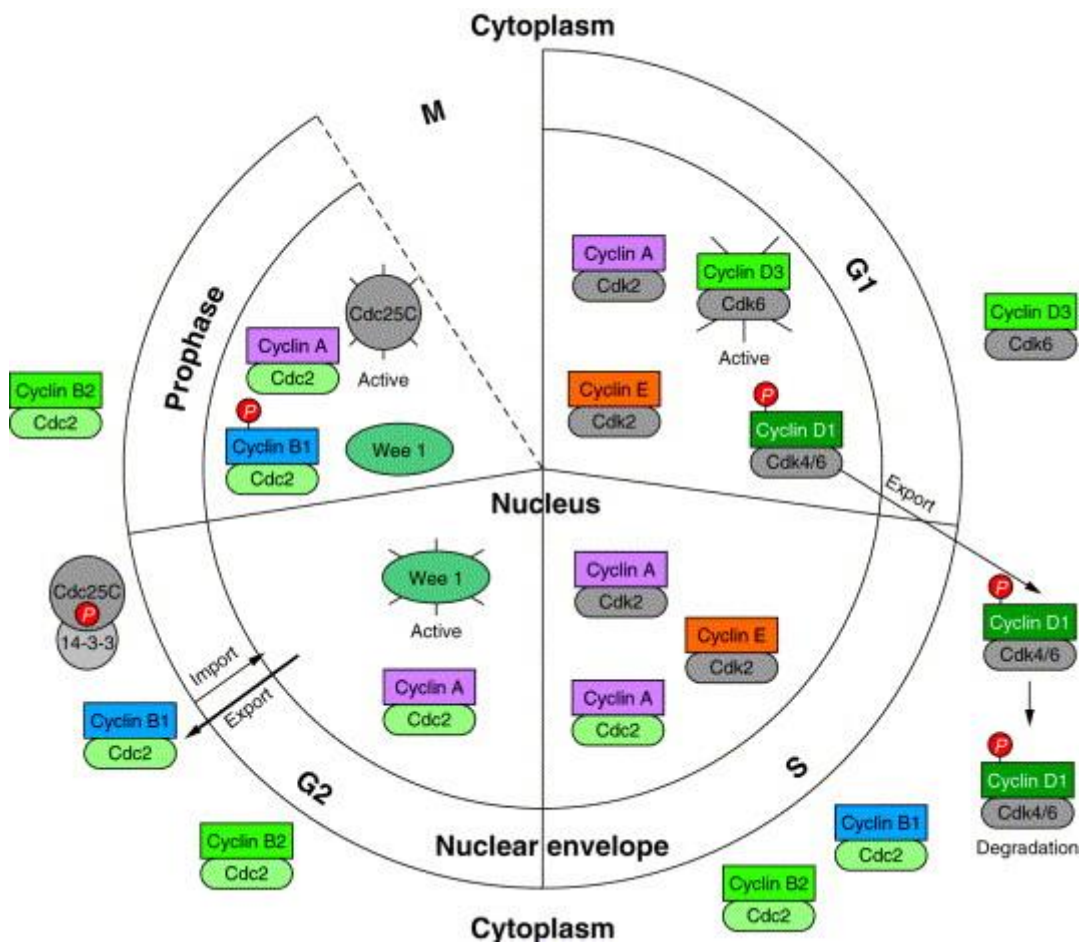 Cytoplasm
M
G1
Cyclin A
Cdk2
Cyclin D3
Cdk6
Active
Cyclin E
Cdk2
P
Cyclin D1
Cdk4/6
Cyclin D3
Cdk6
Export
P
Cyclin D1
Cdk4/6
P
Cyclin D1
Cdk4/6
Degradation
Prophase
Cdc25C
Active
Cyclin A
Cdc2
P
Cyclin B1
Cdc2
Wee 1
Cyclin B2
Cdc2
Nucleus
Wee 1
Active
Cyclin A
Cdc2
Cdc25C
P
14-3-3
Import
Export
Cyclin B1
Cdc2
G2
Cyclin B2
Cdc2
Cyclin A
Cdk2
Cyclin E
Cdk2
Cyclin A
Cdc2
S
Cyclin B1
Cdc2
Cyclin B2
Cdc2
Nuclear envelope
Cytoplasm